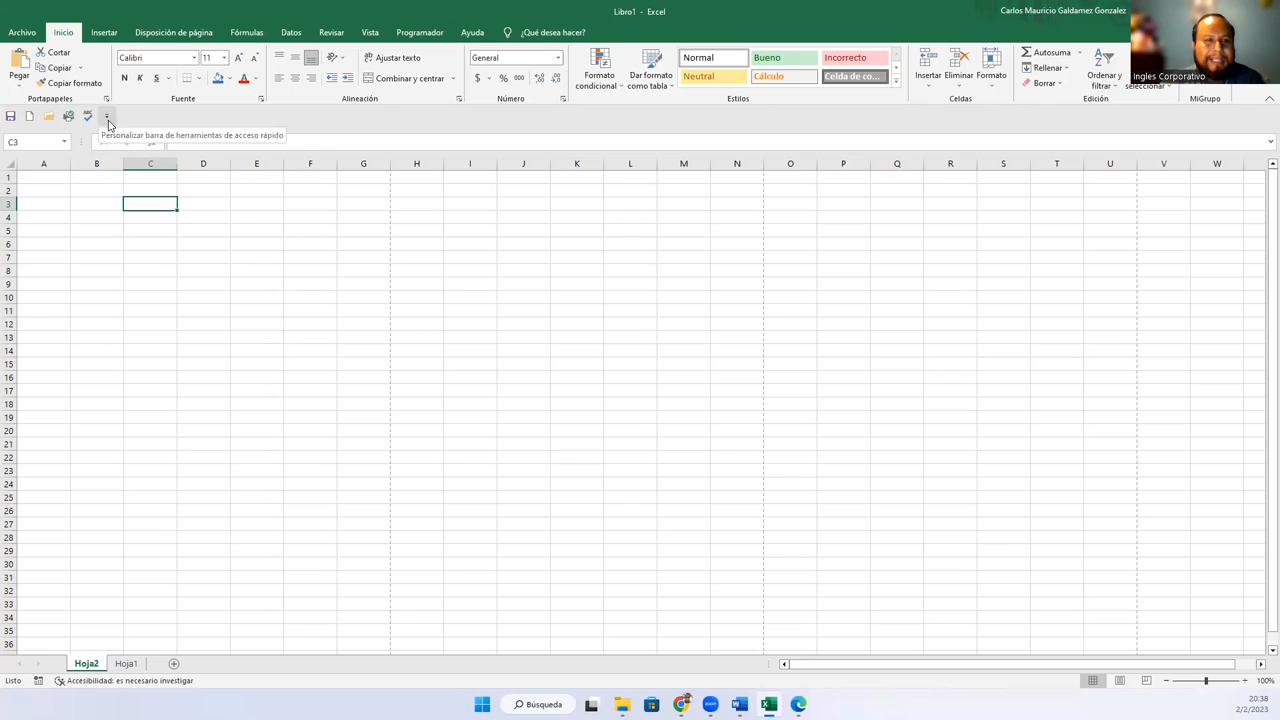 Libro1 - Excel
Carlos Mauricio Galdamez Gonzalez
Archivo Inicio Insertar Disposición de página Fórmulas Datos Revisar Vista Programador Ayuda ¿Qué desea hacer?
Pegar
Cortar
Copiar
Copiar formato
Portapapeles
Calibri 11 A A
N K S A
Fuente
Ajustar texto
Combinar y centrar
Alineación
General
$ % 000
Número
Formato condicional
Dar formato como tabla
Normal Bueno Incorrecto
Neutral Cálculo Celda de co...
Estilos
Insertar Eliminar Formato
Celdas
Autosuma
Rellenar
Borrar
Ordenar y filtrar
seleccionar
MiGrupo
Ingles Corporativo
Personalizar barra de herramientas de acceso rápido
C3
A B C D E F G H I J K L M N O P Q R S T U V W
1
2
3
4
5
6
7
8
9
10
11
12
13
14
15
16
17
18
19
20
21
22
23
24
25
26
27
28
29
30
31
32
33
34
35
36
Hoja2 Hoja1
Listo Accesibilidad: es necesario investigar 100%
Búsqueda
20:38
2/2/2023